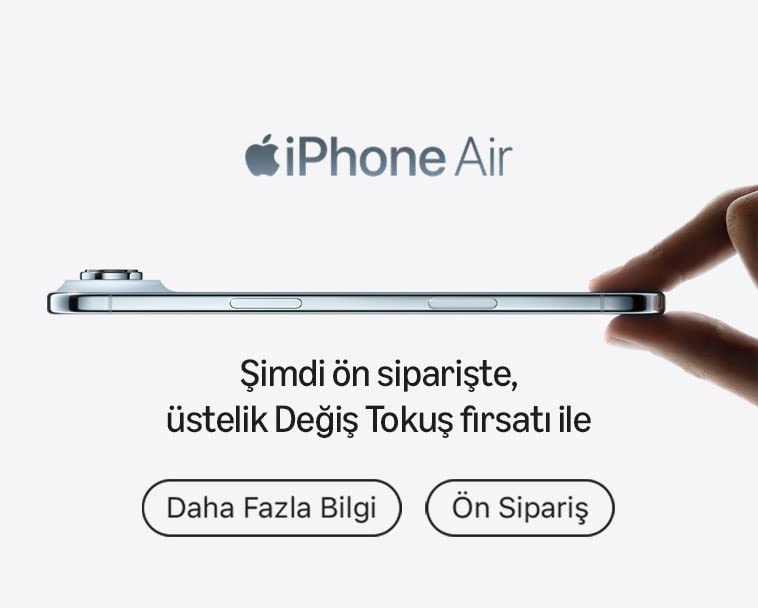 iPhone Air
Şimdi ön siparişte,
üstelik Değiş Tokuş fırsatı ile
Daha Fazla Bilgi
Ön Sipariş